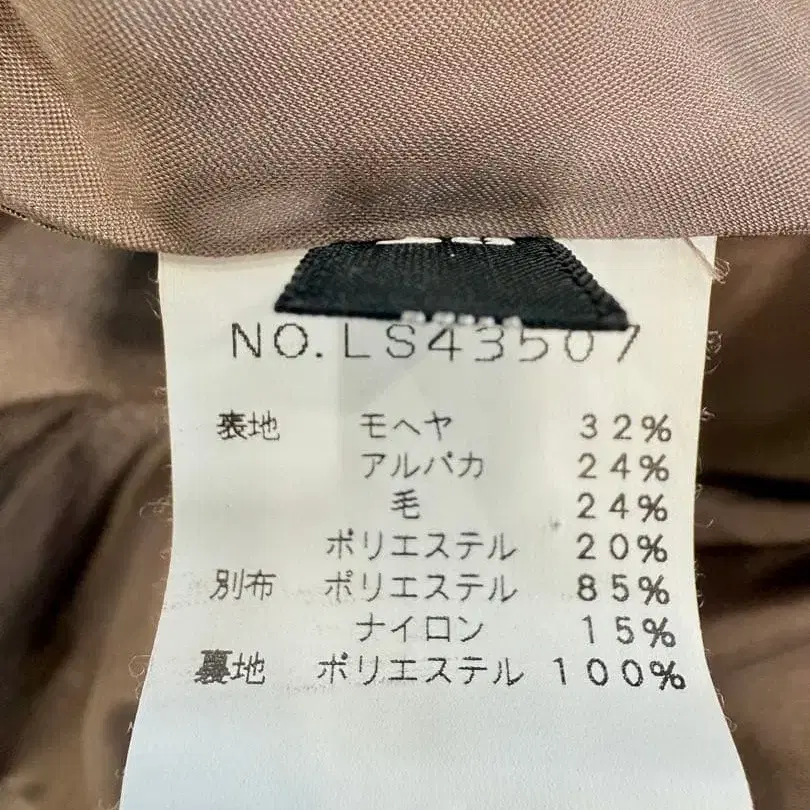 NO.LS43507
表地 モヘヤ 32%
アルパカ 24%
毛 24%
ポリエステル 20%
別布 ポリエステル 85%
ナイロン 15%
裏地 ポリエステル 100%